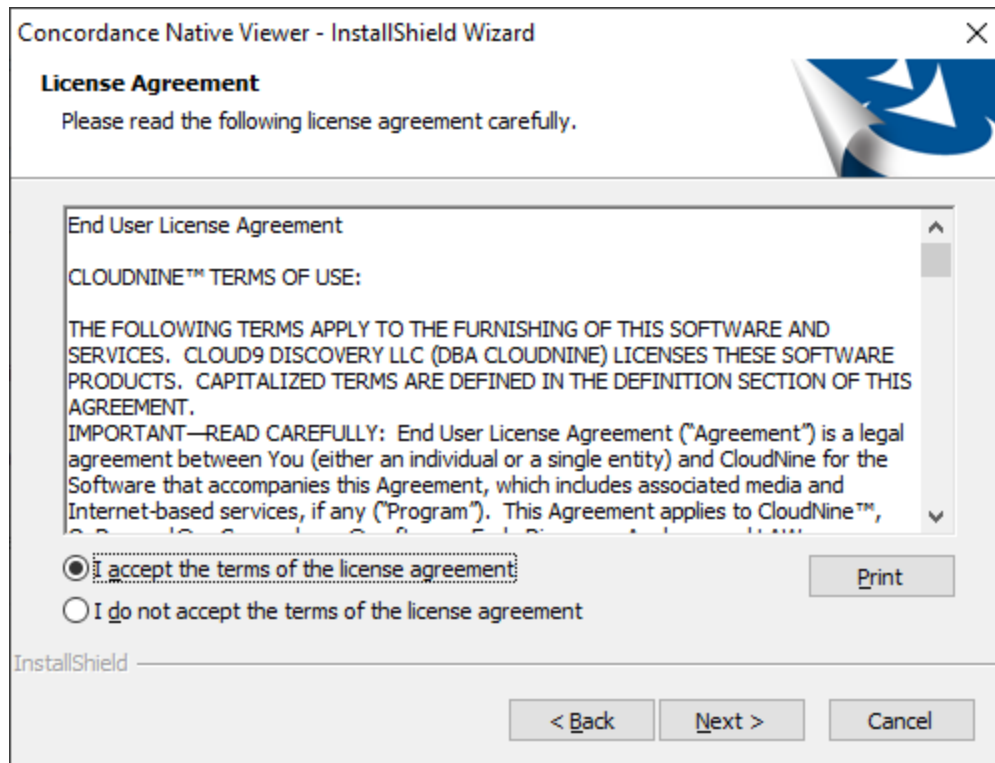 Concordance Native Viewer - InstallShield Wizard
License Agreement
Please read the following license agreement carefully.
End User License Agreement
CLOUDNINE™ TERMS OF USE:
THE FOLLOWING TERMS APPLY TO THE FURNISHING OF THIS SOFTWARE AND
SERVICES.  CLOUD9 DISCOVERY LLC (DBA CLOUDNINE) LICENSES THESE SOFTWARE
PRODUCTS.  CAPITALIZED TERMS ARE DEFINED IN THE DEFINITION SECTION OF THIS
AGREEMENT.
IMPORTANT—READ CAREFULLY:  End User License Agreement (“Agreement”) is a legal
agreement between You (either an individual or a single entity) and CloudNine for the
Software that accompanies this Agreement, which includes associated media and
Internet-based services, if any (“Program”).  This Agreement applies to CloudNine™,
I accept the terms of the license agreement
Print
I do not accept the terms of the license agreement
InstallShield
< Back
Next >
Cancel